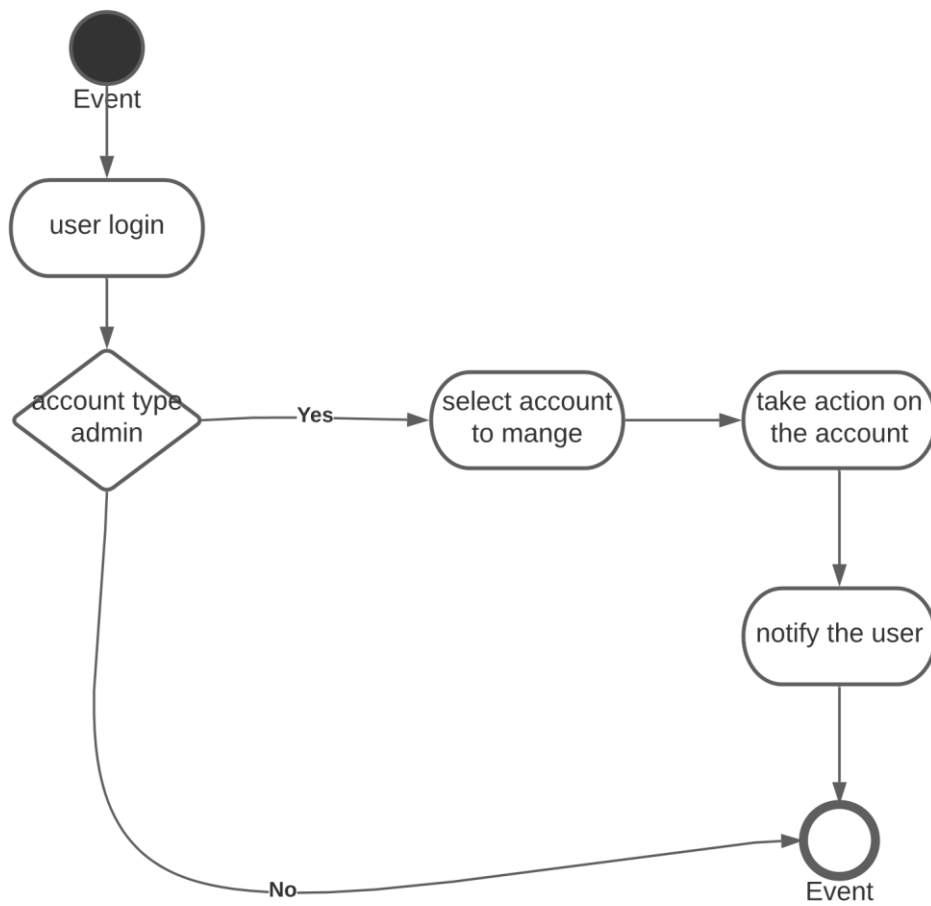 Event
user login
account type
admin
Yes
select account
to mange
take action on
the account
notify the user
No
Event